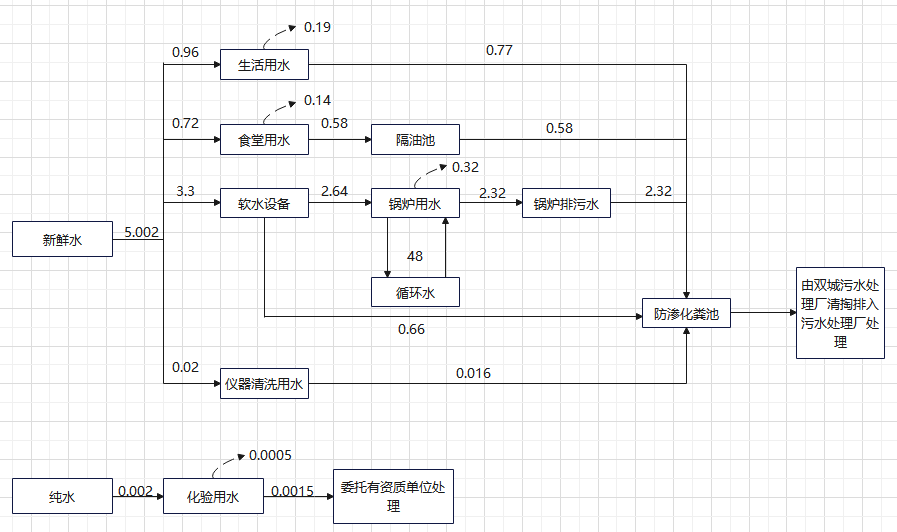 0.19
0.96
生活用水
0.77
0.14
0.72
食堂用水
0.58
隔油池
0.58
0.32
3.3
软水设备
2.64
锅炉用水
2.32
锅炉排污水
2.32
新鲜水
5.002
48
循环水
0.66
防渗化粪池
由双城污水处
理厂清掏排入
污水处理厂处
理
0.02
仪器清洗用水
0.016
0.0005
纯水
0.002
化验用水
0.0015
委托有资质单位处
理